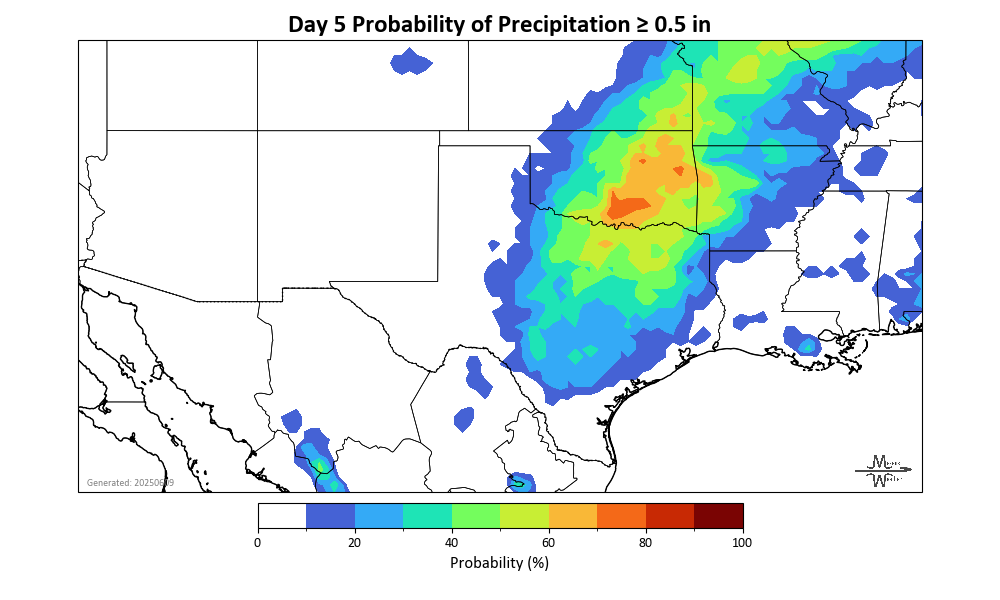 Day 5 Probability of Precipitation ≥ 0.5 in
Generated: 20250609
0 20 40 60 80 100
Probability (%)